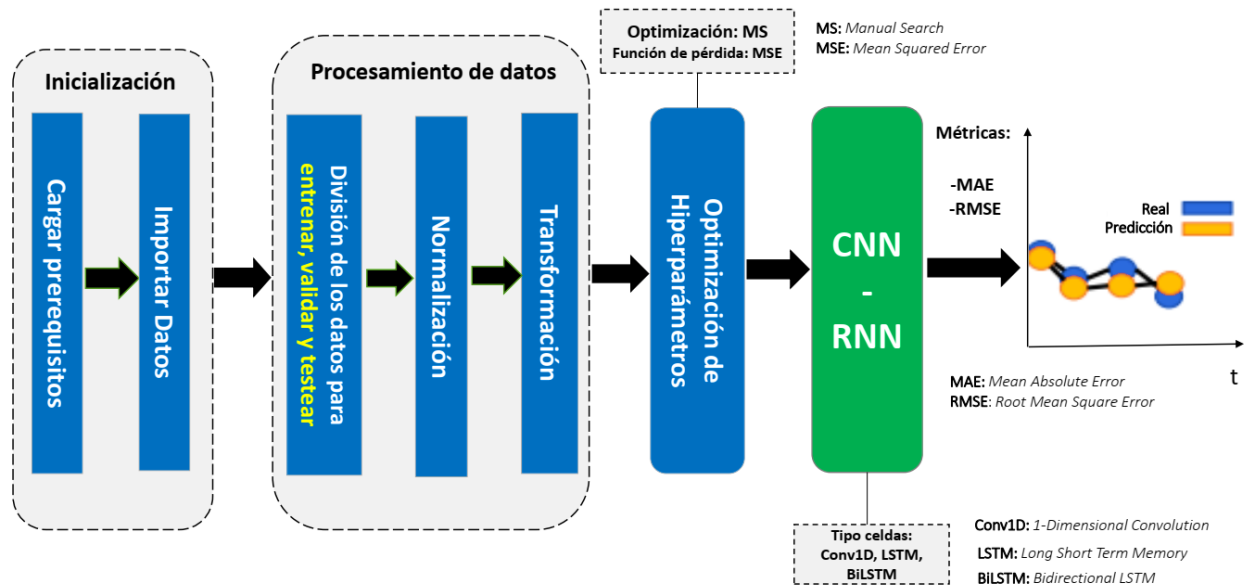 Inicialización
Cargar prerequisitos
Importar Datos
Procesamiento de datos
División de los datos para
entrenar, validar y testear
Normalización
Transformación
Optimización: MS
Función de pérdida: MSE
MS: Manual Search
MSE: Mean Squared Error
Optimización de
Hiperparámetros
CNN
-
RNN
Tipo celdas:
Conv1D, LSTM,
BiLSTM
Métricas:
-MAE
-RMSE
Real
Predicción
t
MAE: Mean Absolute Error
RMSE: Root Mean Square Error
Conv1D: 1-Dimensional Convolution
LSTM: Long Short Term Memory
BiLSTM: Bidirectional LSTM